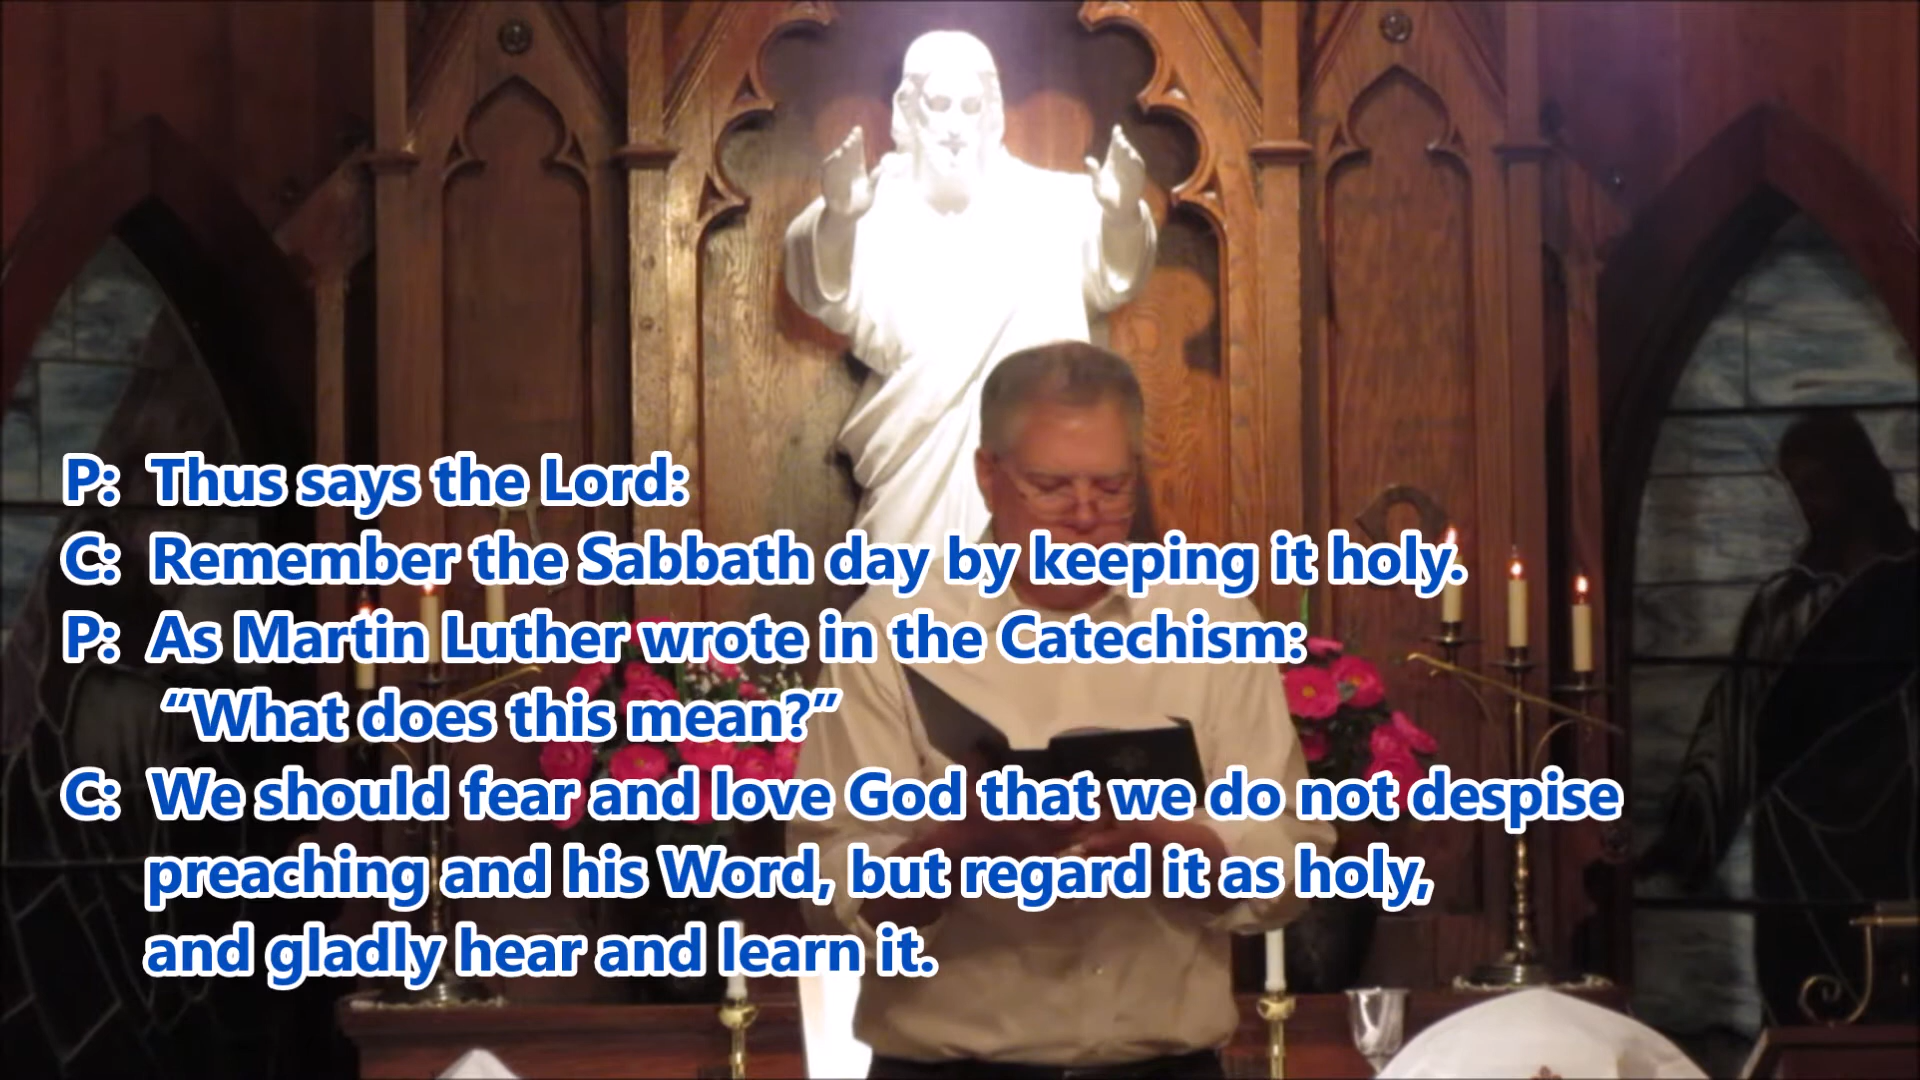 P: Thus says the Lord:
C: Remember the Sabbath day by keeping it holy.
P: As Martin Luther wrote in the Catechism:
“What does this mean?”
C: We should fear and love God that we do not despise
preaching and his Word, but regard it as holy,
and gladly hear and learn it.